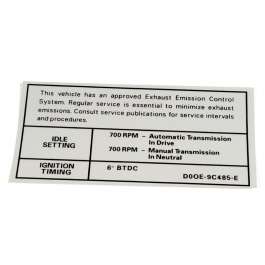 This vehicle has an approved Exhaust Emission Control
System. Regular service is essential to minimize exhaust
emissions. Consult service publications for service intervals
and procedures.
IDLE
SETTING
700 RPM – Automatic Transmission
In Drive
700 RPM – Manual Transmission
In Neutral
IGNITION
TIMING
6° BTDC
D0OE-9C485-E